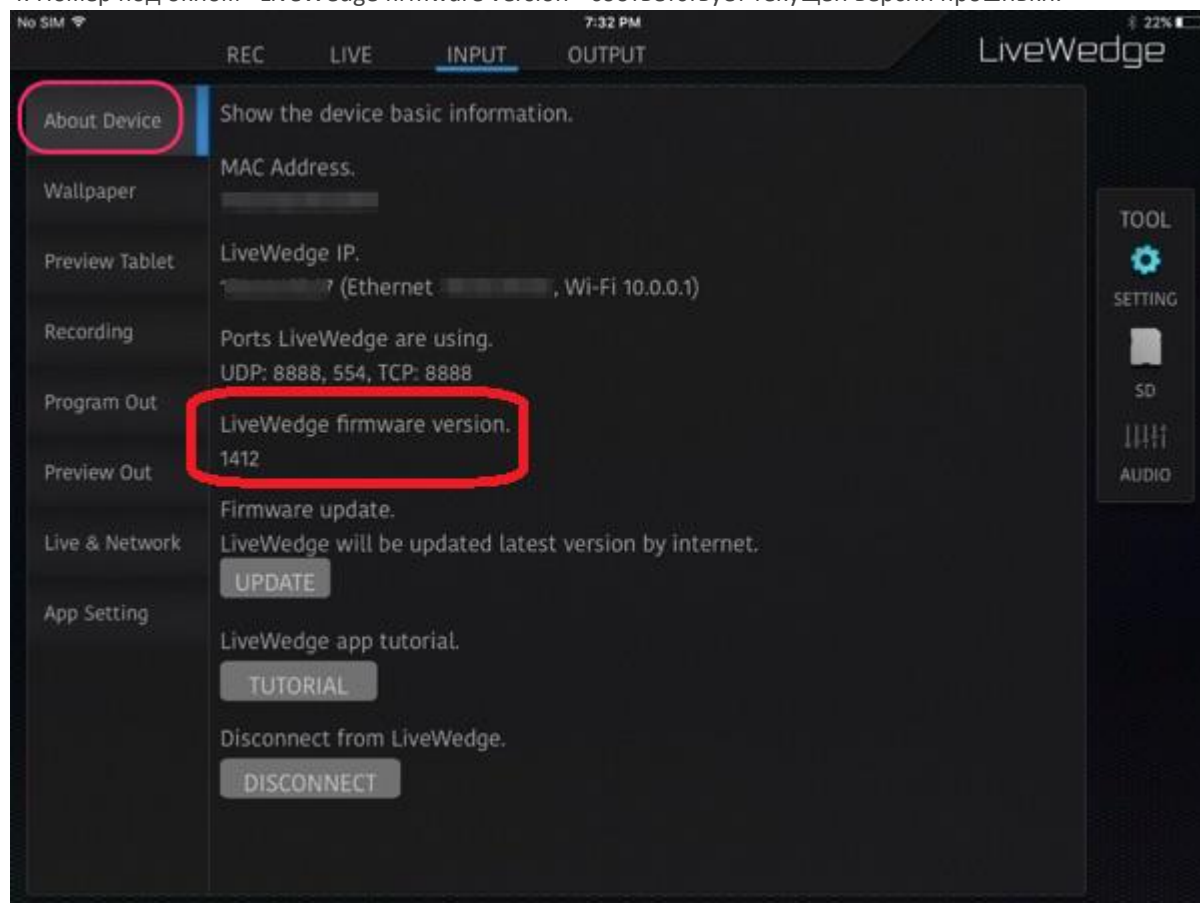 No SIM 7:32 PM 22%
REC LIVE INPUT OUTPUT LiveWedge
About Device
Wallpaper
Preview Tablet
Recording
Program Out
Preview Out
Live & Network
App Setting
Show the device basic information.
MAC Address.
LiveWedge IP.
(Ethernet , Wi-Fi 10.0.0.1)
Ports LiveWedge are using.
UDP: 8888, 554, TCP: 8888
LiveWedge firmware version.
1412
Firmware update.
LiveWedge will be updated latest version by internet.
UPDATE
LiveWedge app tutorial.
TUTORIAL
Disconnect from LiveWedge.
DISCONNECT
TOOL
SETTING
SD
AUDIO